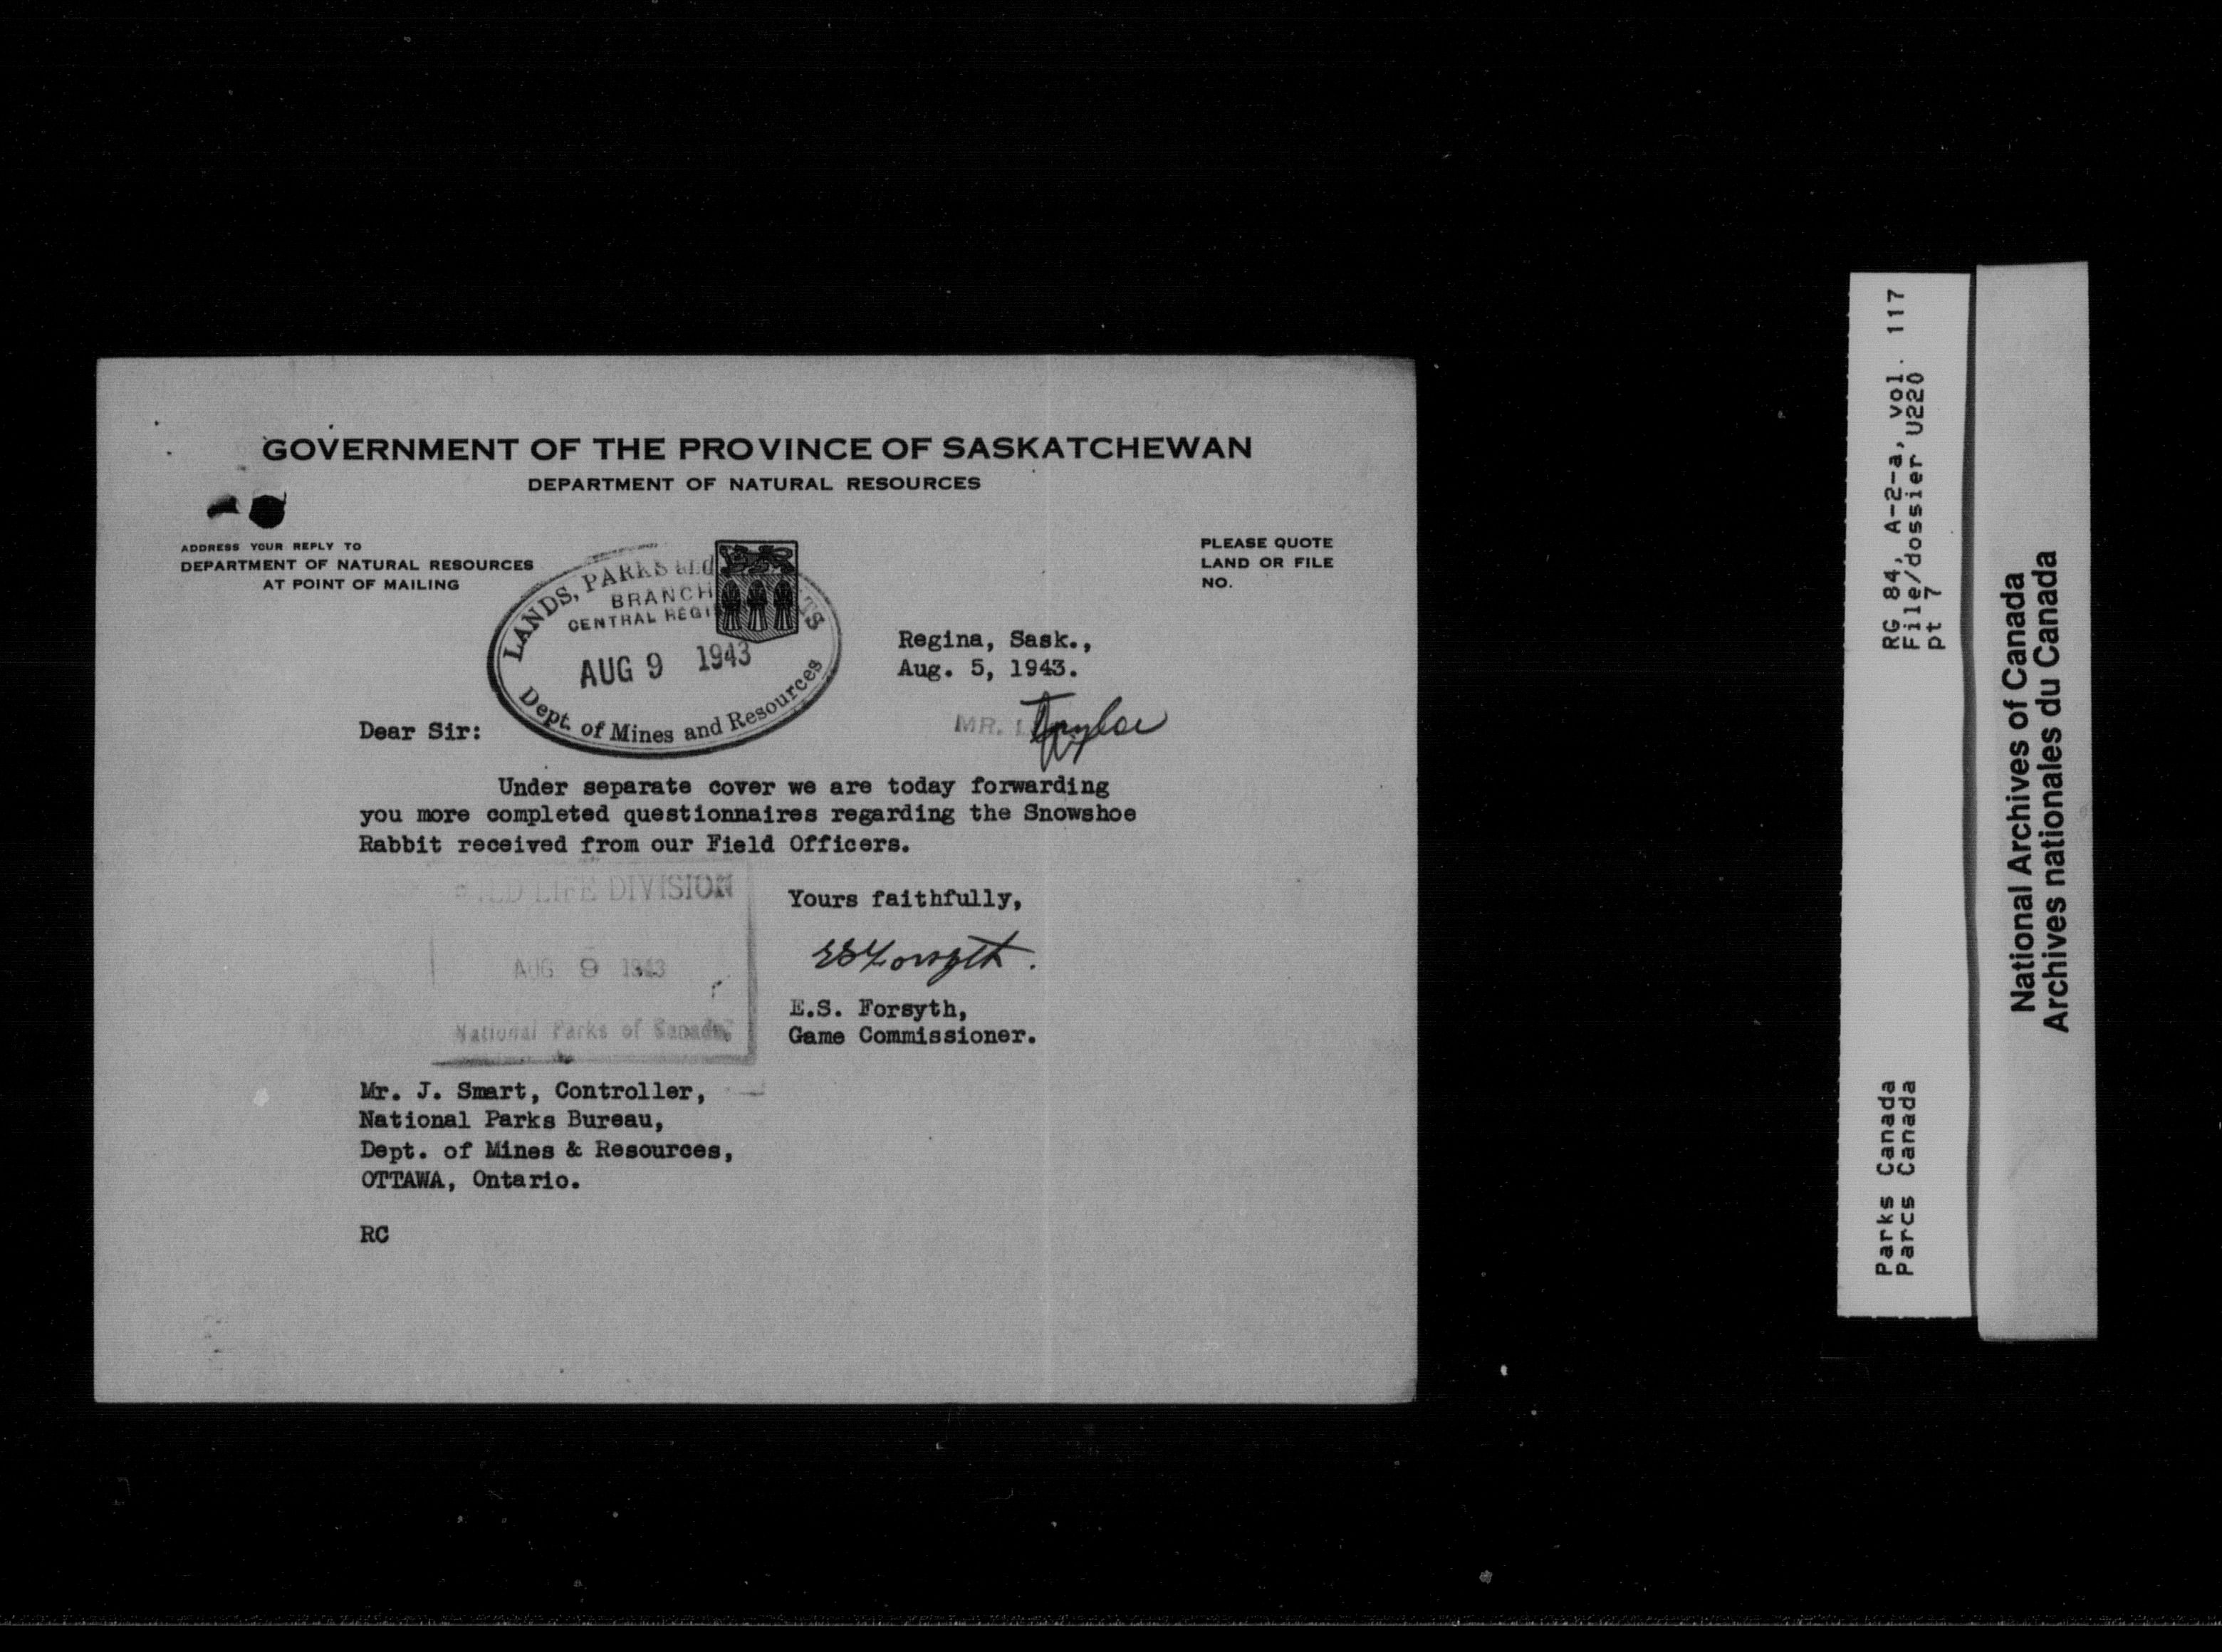 GOVERNMENT OF THE PROVINCE OF SASKATCHEWAN
DEPARTMENT OF NATURAL RESOURCES
ADDRESS YOUR REPLY TO
DEPARTMENT OF NATURAL RESOURCES
AT POINT OF MAILING
PLEASE QUOTE
LAND OR FILE
NO.
LANDS, PARKS and
BRANCH
CENTRAL
AUG 9 1943
Dept. of Mines and Resources
Regina, Sask.,
Aug. 5, 1943.
MR. Taylor
Dear Sir:
Under separate cover we are today forwarding
you more completed questionnaires regarding the Snowshoe
Rabbit received from our Field Officers.
LIFE DIVISION
AUG 9 1943
National Parks of Canada
Yours faithfully,
ESForsyth.
E.S. Forsyth,
Game Commissioner.
Mr. J. Smart, Controller,
National Parks Bureau,
Dept. of Mines & Resources,
OTTAWA, Ontario.
RC
RG 84, A-2-a, vol. 117
File/dossier U220
pt 7
Parks Canada
Parcs Canada
National Archives of Canada
Archives nationales du Canada